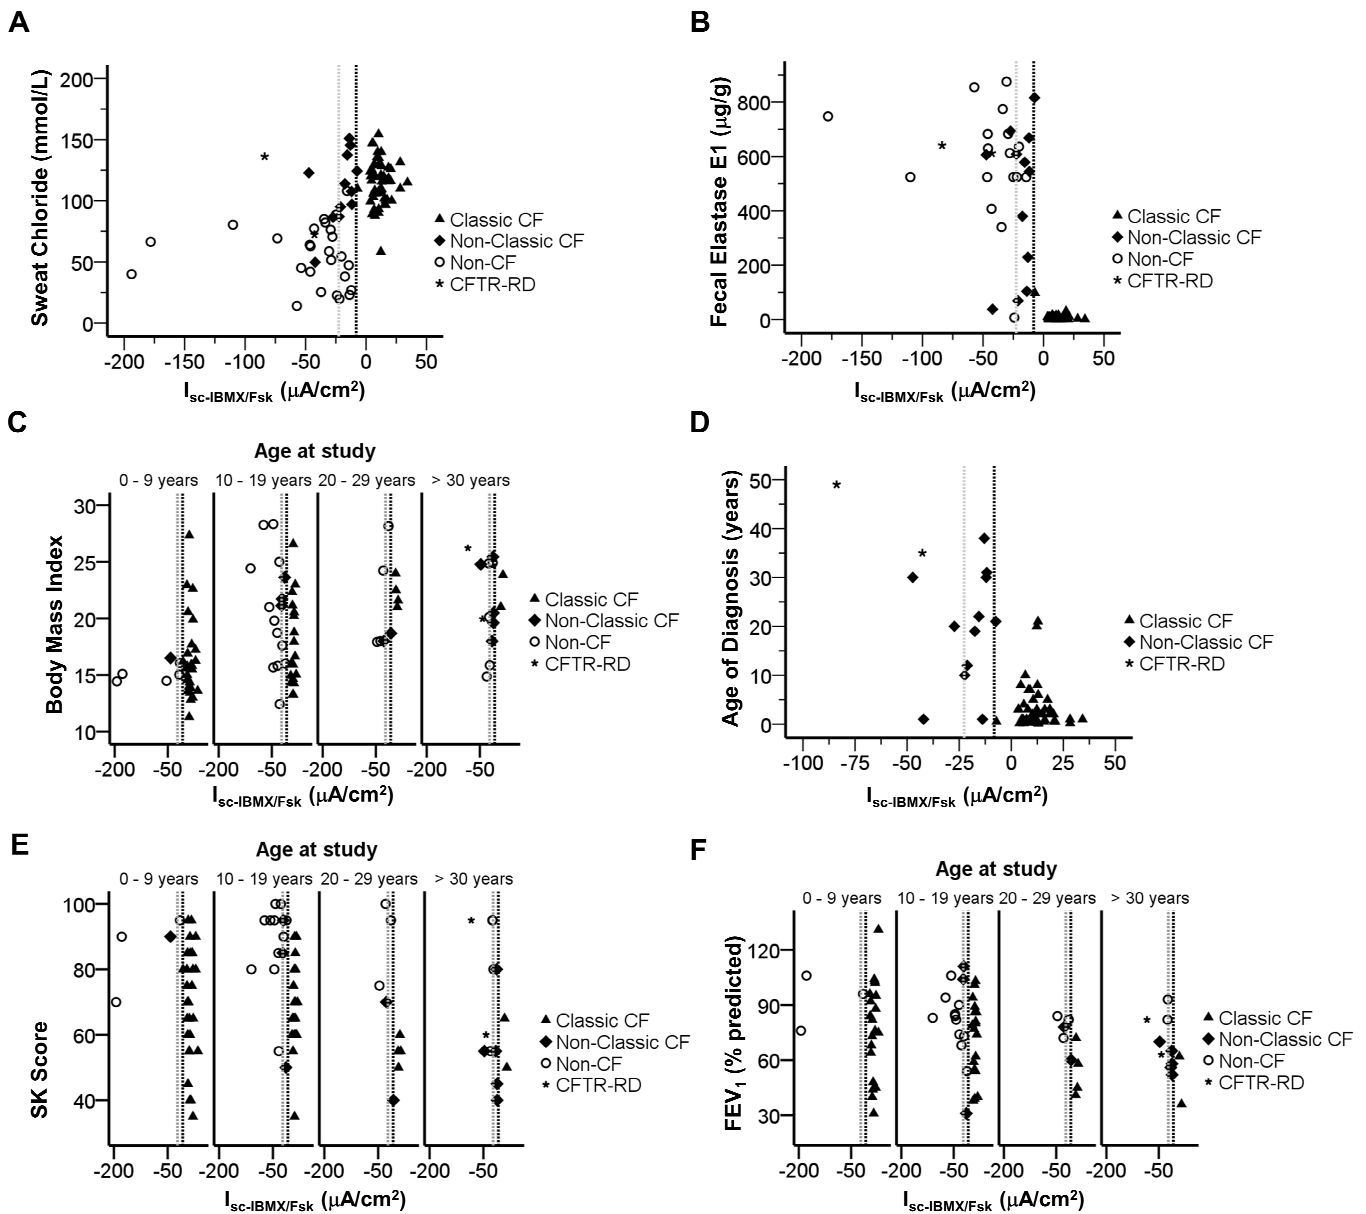 A
Sweat Chloride (mmol/L)
200
150
100
50
0
-200 -150 -100 -50 0 50
Isc-IBMX/Fsk (μA/cm²)
Classic CF
Non-Classic CF
Non-CF
CFTR-RD
B
Fecal Elastase E1 (μg/g)
800
600
400
200
0
-200 -150 -100 -50 0 50
Isc-IBMX/Fsk (μA/cm²)
Classic CF
Non-Classic CF
Non-CF
CFTR-RD
C
Age at study
0 - 9 years 10 - 19 years 20 - 29 years > 30 years
Body Mass Index
30
25
20
15
10
-200 -50 -200 -50 -200 -50 -200 -50
Isc-IBMX/Fsk (μA/cm²)
Classic CF
Non-Classic CF
Non-CF
CFTR-RD
D
Age of Diagnosis (years)
50
40
30
20
10
0
-100 -75 -50 -25 0 25 50
Isc-IBMX/Fsk (μA/cm²)
Classic CF
Non-Classic CF
CFTR-RD
E
Age at study
0 - 9 years 10 - 19 years 20 - 29 years > 30 years
SK Score
100
80
60
40
-200 -50 -200 -50 -200 -50 -200 -50
Isc-IBMX/Fsk (μA/cm²)
Classic CF
Non-Classic CF
Non-CF
CFTR-RD
F
Age at study
0 - 9 years 10 - 19 years 20 - 29 years > 30 years
FEV1 (% predicted)
120
90
60
30
-200 -50 -200 -50 -200 -50 -200 -50
Isc-IBMX/Fsk (μA/cm²)
Classic CF
Non-Classic CF
Non-CF
CFTR-RD